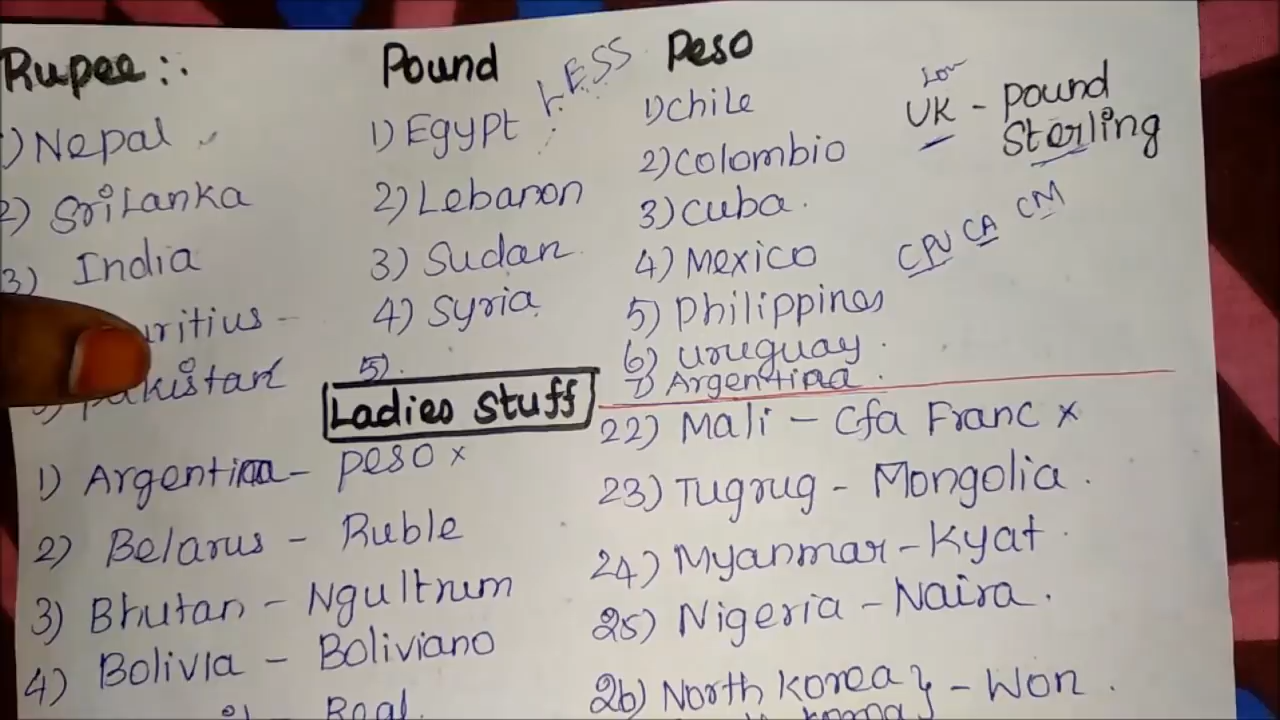 Rupee:.
1) Nepal
2) SriLanka
3) India
uritius -
5) Pakistan
Pound
LESS
1) Egypt
2) Lebanon
3) Sudan
4) Syria
5).
Peso
1) Chile
2) Colombio
3) Cuba.
4) Mexico
5) Philippines
6) Uruguay.
7) Argentina.
Low
UK - Pound
Sterling
CPU CA CM
Ladies Stuff
1) Argentina - peso x
2) Belarus - Ruble
3) Bhutan - Ngultrum
4) Bolivia - Boliviano
Real
22) Mali - Cfa Franc x
23) Tugrug - Mongolia.
24) Myanmar - Kyat.
25) Nigeria - Naira.
26) North Korea } - Won.